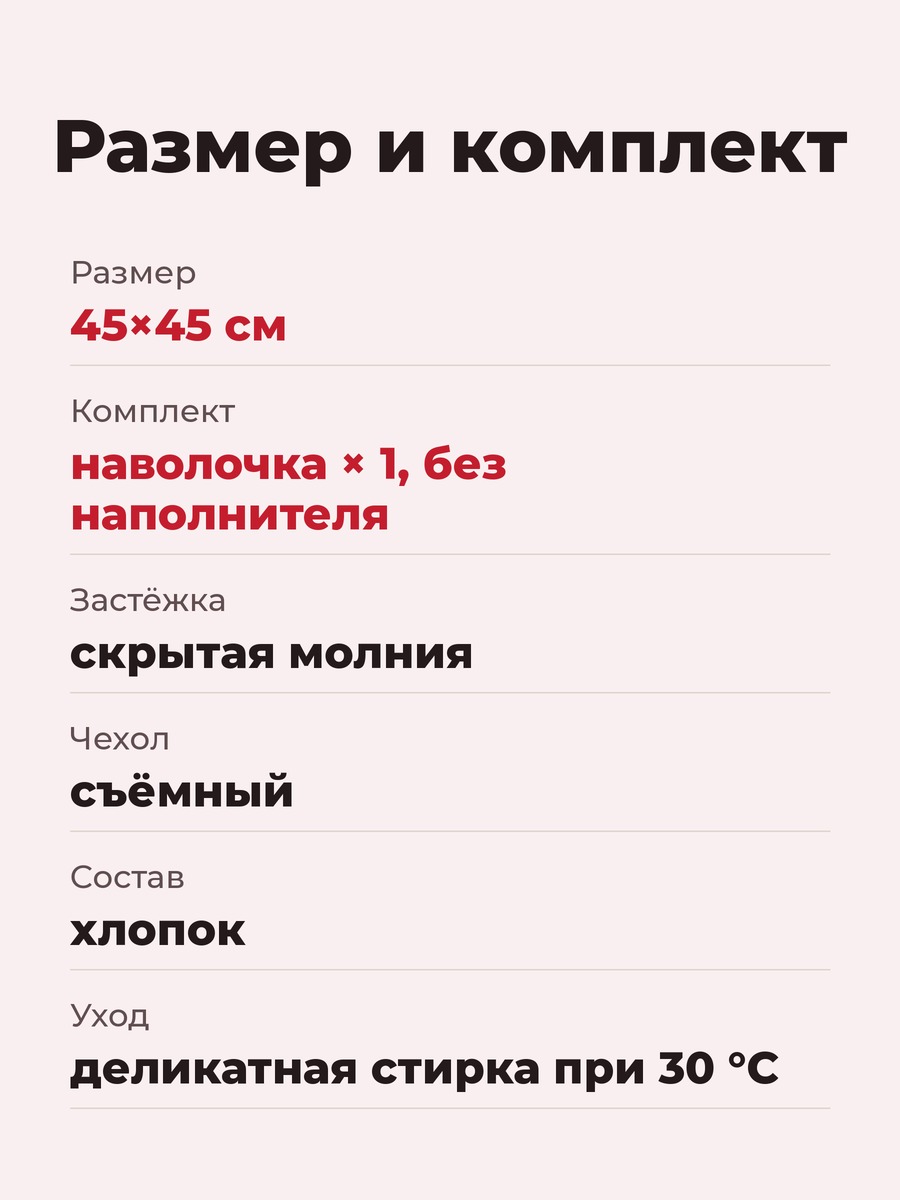 Размер и комплект
Размер
45×45 см
Комплект
наволочка × 1, без
наполнителя
Застёжка
скрытая молния
Чехол
съёмный
Состав
хлопок
Уход
деликатная стирка при 30 °C